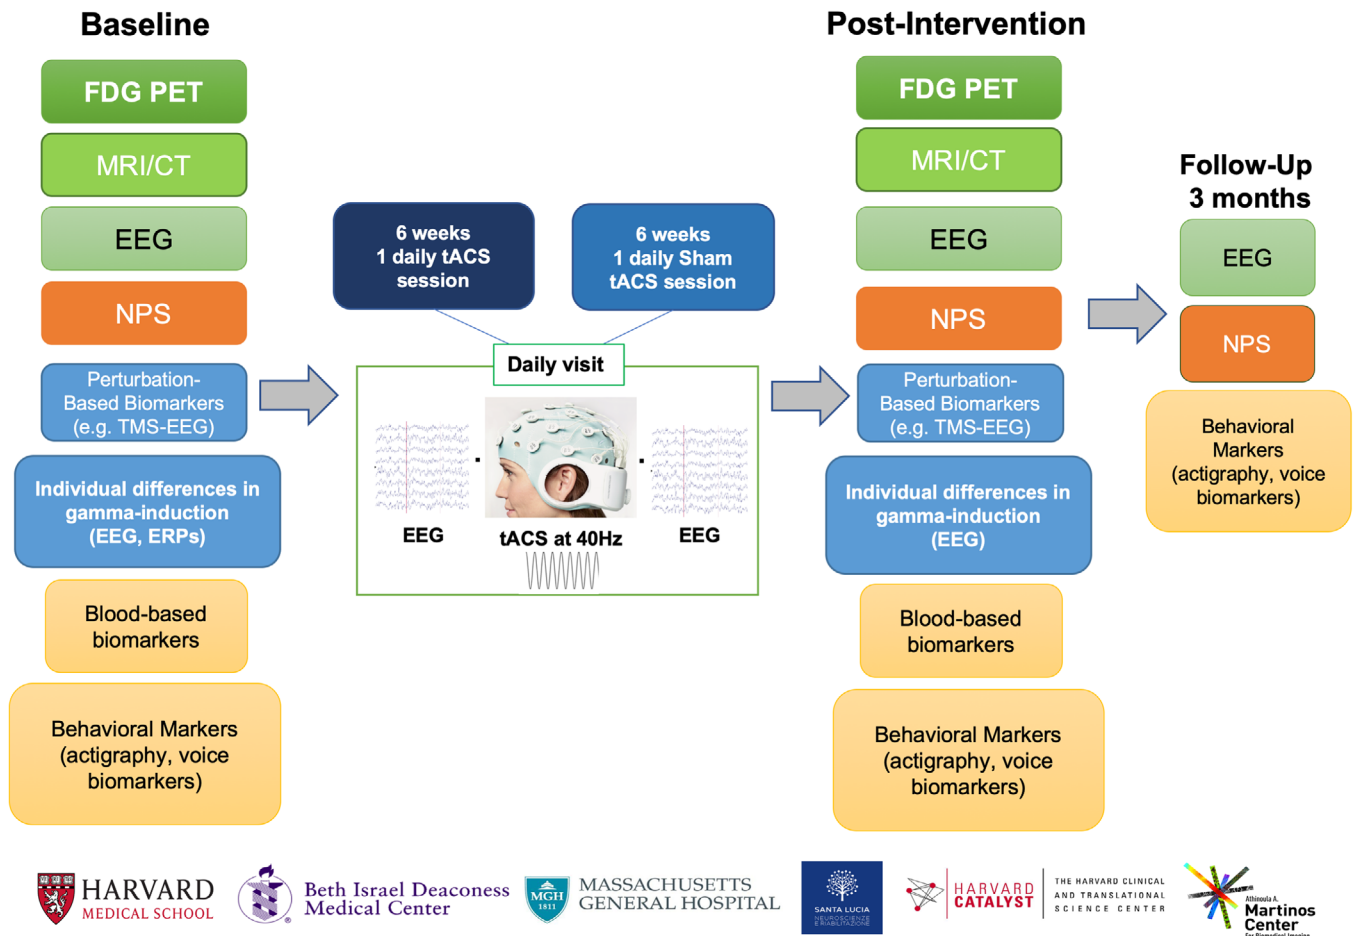 Baseline
FDG PET
MRI/CT
EEG
NPS
Perturbation-
Based Biomarkers
(e.g. TMS-EEG)
Individual differences in
gamma-induction
(EEG, ERPs)
Blood-based
biomarkers
Behavioral Markers
(actigraphy, voice
biomarkers)
6 weeks
1 daily tACS
session
6 weeks
1 daily Sham
tACS session
Daily visit
EEG
tACS at 40Hz
EEG
Post-Intervention
FDG PET
MRI/CT
EEG
NPS
Perturbation-
Based Biomarkers
(e.g. TMS-EEG)
Individual differences in
gamma-induction
(EEG)
Blood-based
biomarkers
Behavioral Markers
(actigraphy, voice
biomarkers)
Follow-Up
3 months
EEG
NPS
Behavioral
Markers
(actigraphy, voice
biomarkers)
HARVARD
MEDICAL SCHOOL
Beth Israel Deaconess
Medical Center
MGH
1811
MASSACHUSETTS
GENERAL HOSPITAL
SANTA LUCIA
NEUROSCIENZE
E RIABILITAZIONE
HARVARD
CATALYST
THE HARVARD CLINICAL
AND TRANSLATIONAL
SCIENCE CENTER
Athinoula A.
Martinos
Center
For Biomedical Imaging